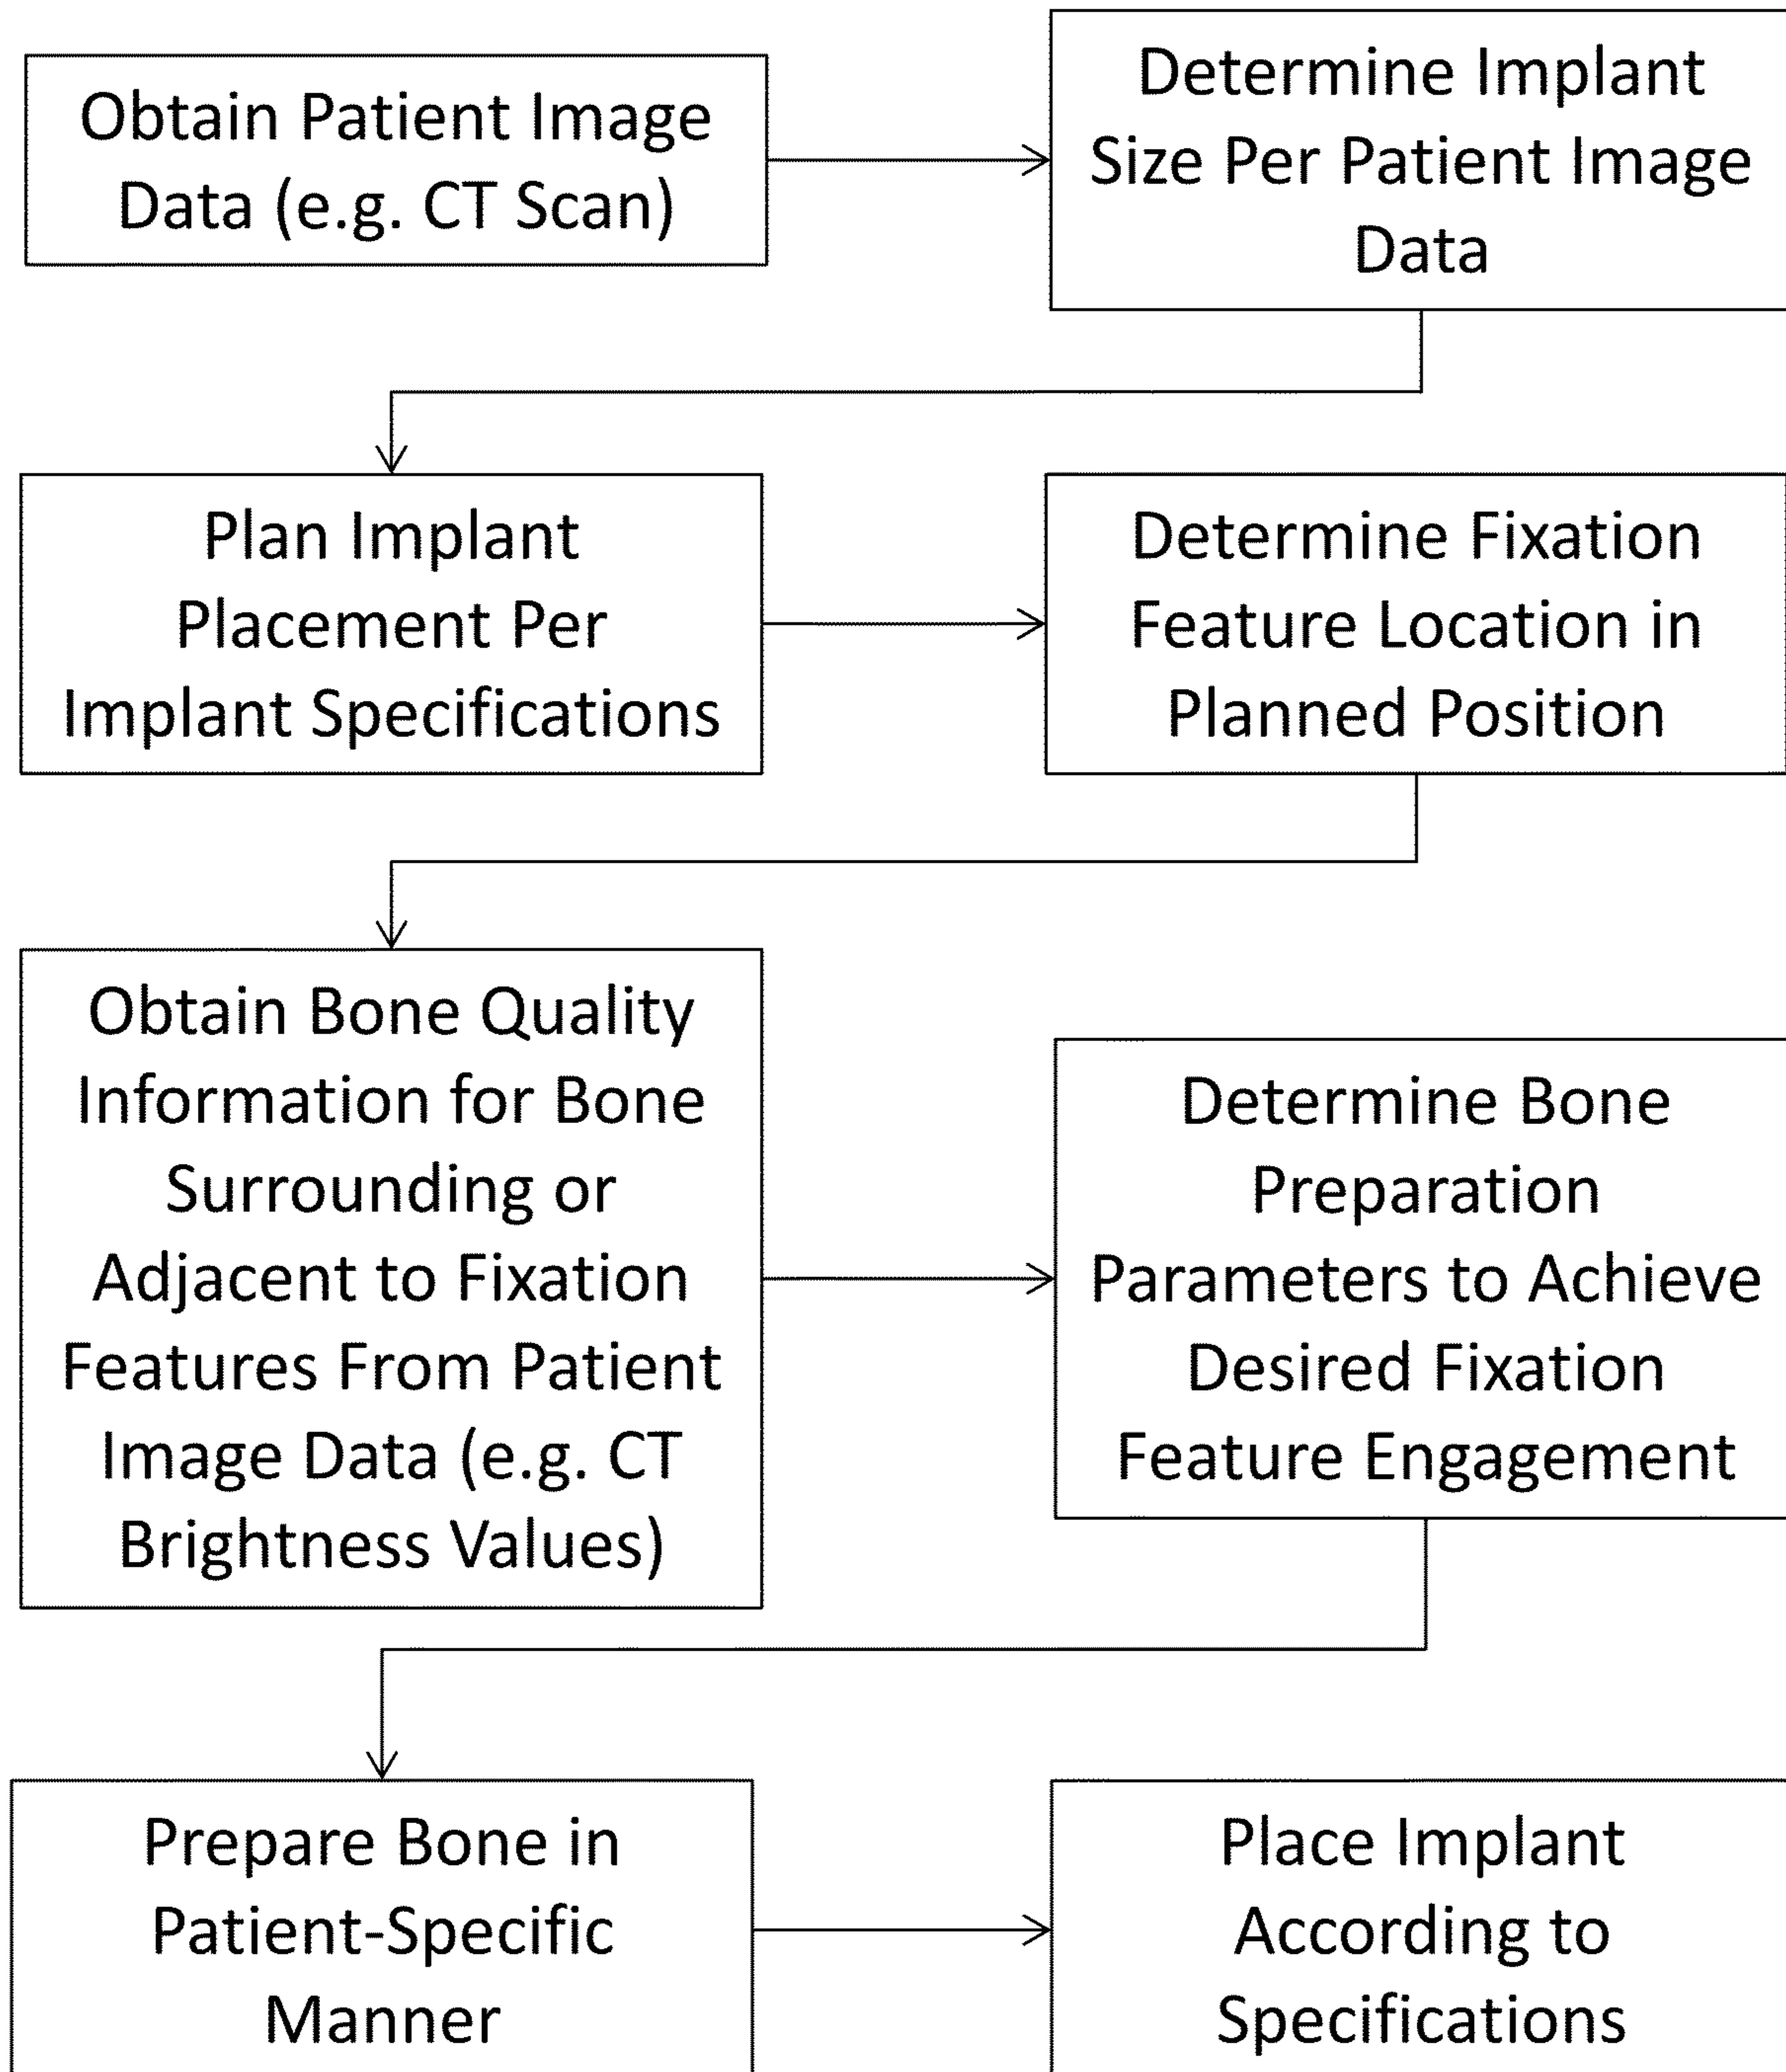 Obtain Patient Image
Data (e.g. CT Scan)
Determine Implant
Size Per Patient Image
Data
Plan Implant
Placement Per
Implant Specifications
Determine Fixation
Feature Location in
Planned Position
Obtain Bone Quality
Information for Bone
Surrounding or
Adjacent to Fixation
Features From Patient
Image Data (e.g. CT
Brightness Values)
Determine Bone
Preparation
Parameters to Achieve
Desired Fixation
Feature Engagement
Prepare Bone in
Patient-Specific
Manner
Place Implant
According to
Specifications